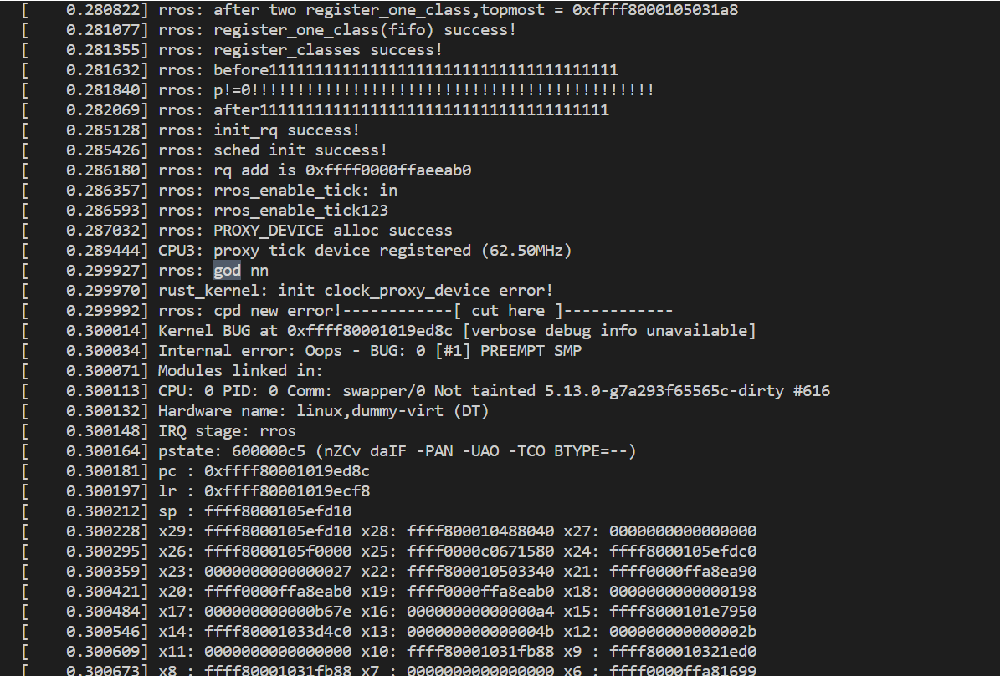 [    0.280822] rros: after two register_one_class,topmost = 0xffff8000105031a8
[    0.281077] rros: register_one_class(fifo) success!
[    0.281355] rros: register_classes success!
[    0.281632] rros: before11111111111111111111111111111111111111
[    0.281840] rros: p!=0!!!!!!!!!!!!!!!!!!!!!!!!!!!!!!!!!!!!!!!!!!!!
[    0.282069] rros: after11111111111111111111111111111111111111
[    0.285128] rros: init_rq success!
[    0.285426] rros: sched init success!
[    0.286180] rros: rq add is 0xffff0000ffaeeab0
[    0.286357] rros: rros_enable_tick: in
[    0.286593] rros: rros_enable_tick123
[    0.287032] rros: PROXY_DEVICE alloc success
[    0.289444] CPU3: proxy tick device registered (62.50MHz)
[    0.299927] rros: god nn
[    0.299970] rust_kernel: init clock_proxy_device error!
[    0.299992] rros: cpd new error!------------[ cut here ]------------
[    0.300014] Kernel BUG at 0xffff80001019ed8c [verbose debug info unavailable]
[    0.300034] Internal error: Oops - BUG: 0 [#1] PREEMPT SMP
[    0.300071] Modules linked in:
[    0.300113] CPU: 0 PID: 0 Comm: swapper/0 Not tainted 5.13.0-g7a293f65565c-dirty #616
[    0.300132] Hardware name: linux,dummy-virt (DT)
[    0.300148] IRQ stage: rros
[    0.300164] pstate: 600000c5 (nZCv daIF -PAN -UAO -TCO BTYPE=--)
[    0.300181] pc : 0xffff80001019ed8c
[    0.300197] lr : 0xffff80001019ecf8
[    0.300212] sp : ffff8000105efd10
[    0.300228] x29: ffff8000105efd10 x28: ffff800010488040 x27: 0000000000000000
[    0.300295] x26: ffff8000105f0000 x25: ffff0000c0671580 x24: ffff8000105efdc0
[    0.300359] x23: 0000000000000027 x22: ffff800010503340 x21: ffff0000ffa8ea90
[    0.300421] x20: ffff0000ffa8eab0 x19: ffff0000ffa8eab0 x18: 0000000000000198
[    0.300484] x17: 000000000000b67e x16: 00000000000000a4 x15: ffff8000101e7950
[    0.300546] x14: ffff80001033d4c0 x13: 000000000000004b x12: 000000000000002b
[    0.300609] x11: 0000000000000000 x10: ffff80001031fb88 x9 : ffff800010321ed0
[    0.300673] x8 : ffff80001031fb88 x7 : 0000000000000000 x6 : ffff0000ffa81699